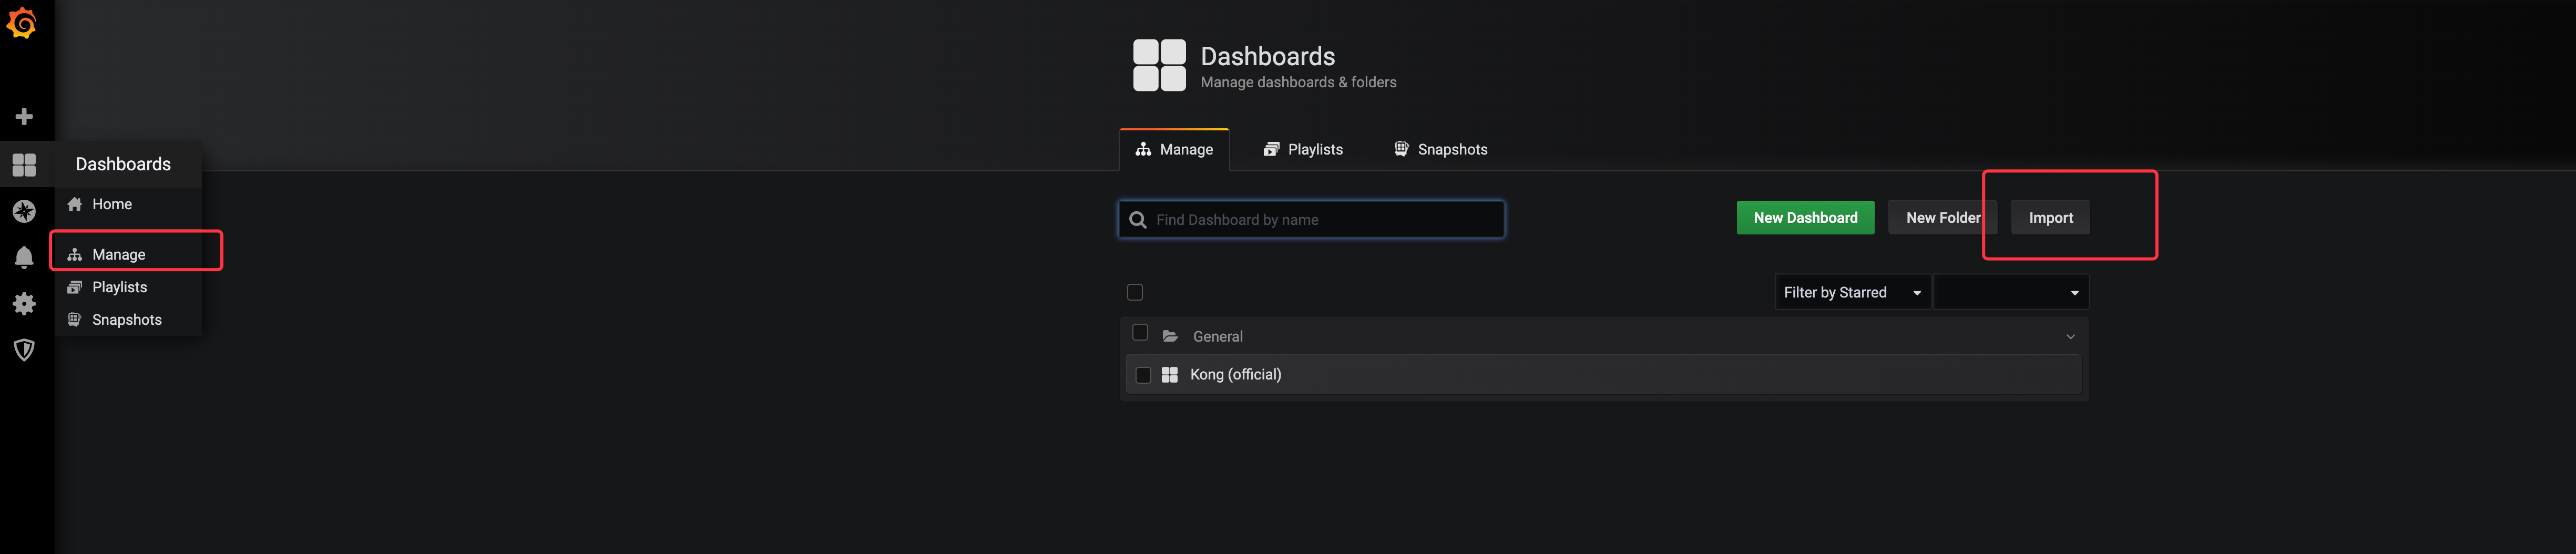 Dashboards
Manage dashboards & folders
Manage
Playlists
Snapshots
Dashboards
Home
Manage
Playlists
Snapshots
Find Dashboard by name
New Dashboard
New Folder
Import
Filter by Starred
General
Kong (official)